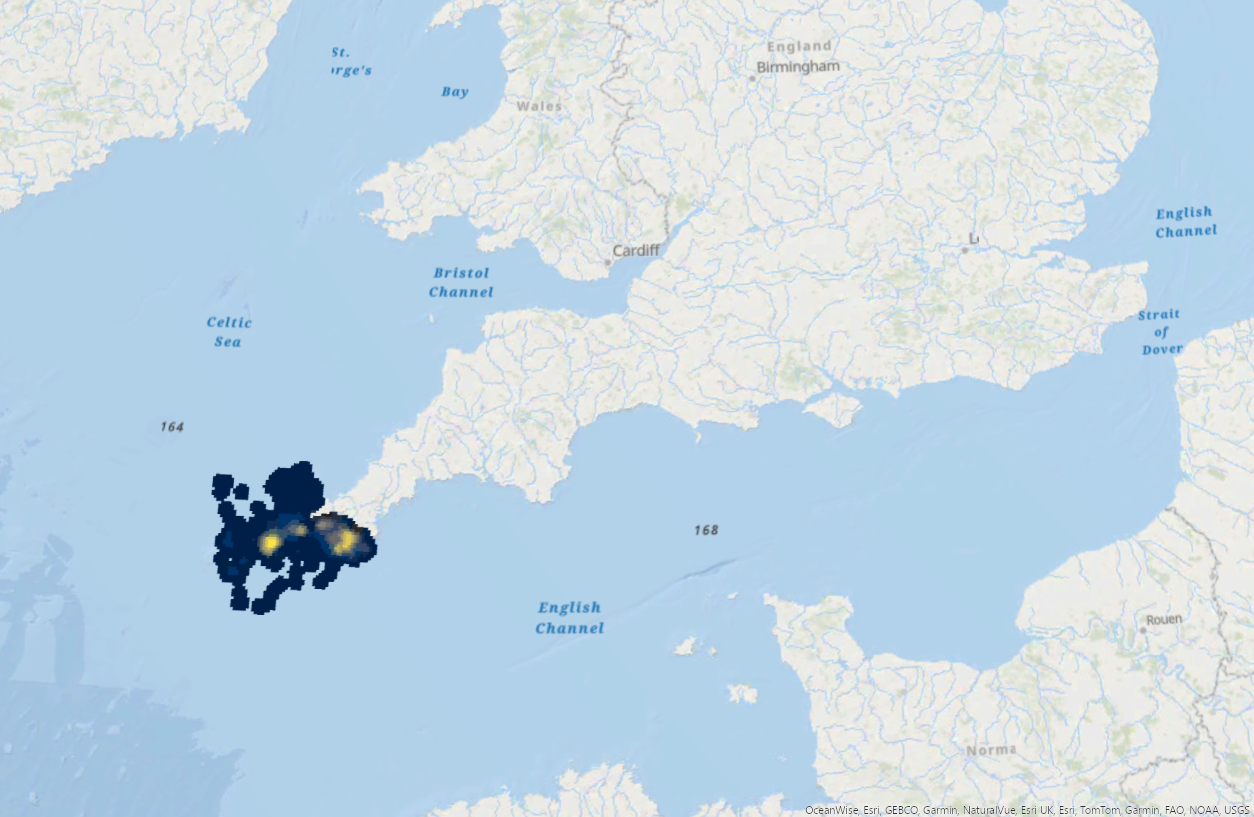 St.
rge's
Bay
England
Birmingham
Wales
English
Channel
Cardiff
Bristol
Channel
Celtic
Sea
Strait
of
Dover
164
168
English
Channel
Rouen
Norma
OceanWise, Esri, GEBCO, Garmin, NaturalVue, Esri UK, Esri, TomTom, Garmin, FAO, NOAA, USGS